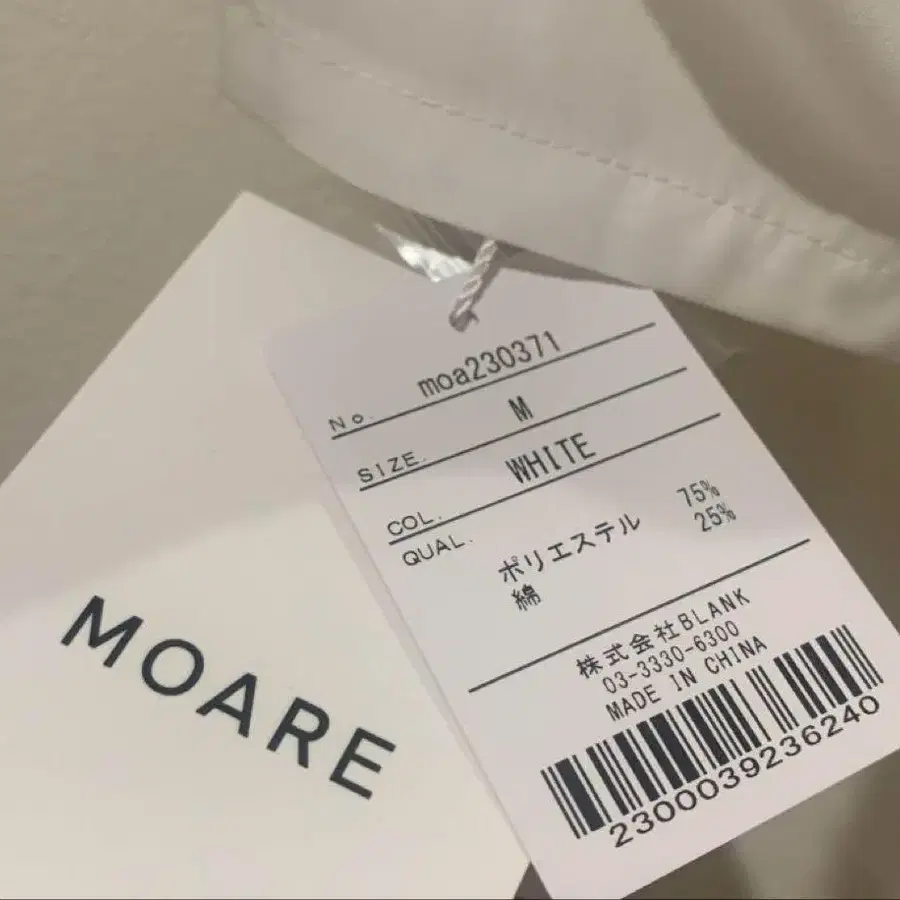 MOARE
No. moa230371
SIZE. M
COL. WHITE
QUAL.
ポリエステル 75%
綿 25%
株式会社BLANK
03-3330-6300
MADE IN CHINA
2300039236240